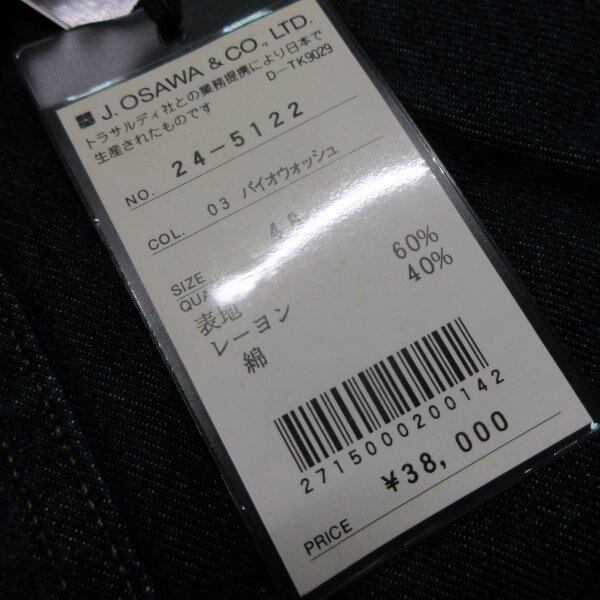 J. OSAWA & CO., LTD.
トラサルディ社との業務提携により日本で
生産されたものです D—TK9029
NO. 24-5122
COL. 03 バイオウオッシュ
SIZE 46
QUA
表地
レーヨン 60%
綿 40%
2715000200142
PRICE ¥38,000